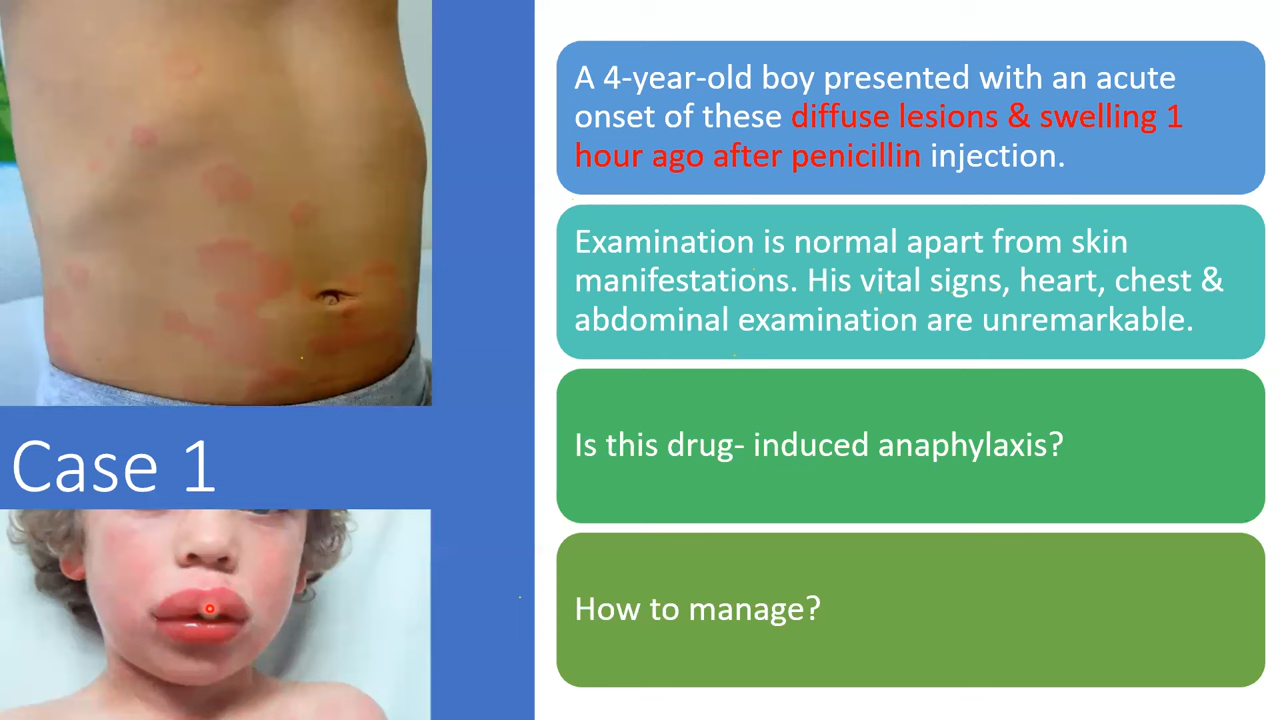 Case 1
A 4-year-old boy presented with an acute
onset of these diffuse lesions & swelling 1
hour ago after penicillin injection.
Examination is normal apart from skin
manifestations. His vital signs, heart, chest &
abdominal examination are unremarkable.
Is this drug- induced anaphylaxis?
How to manage?